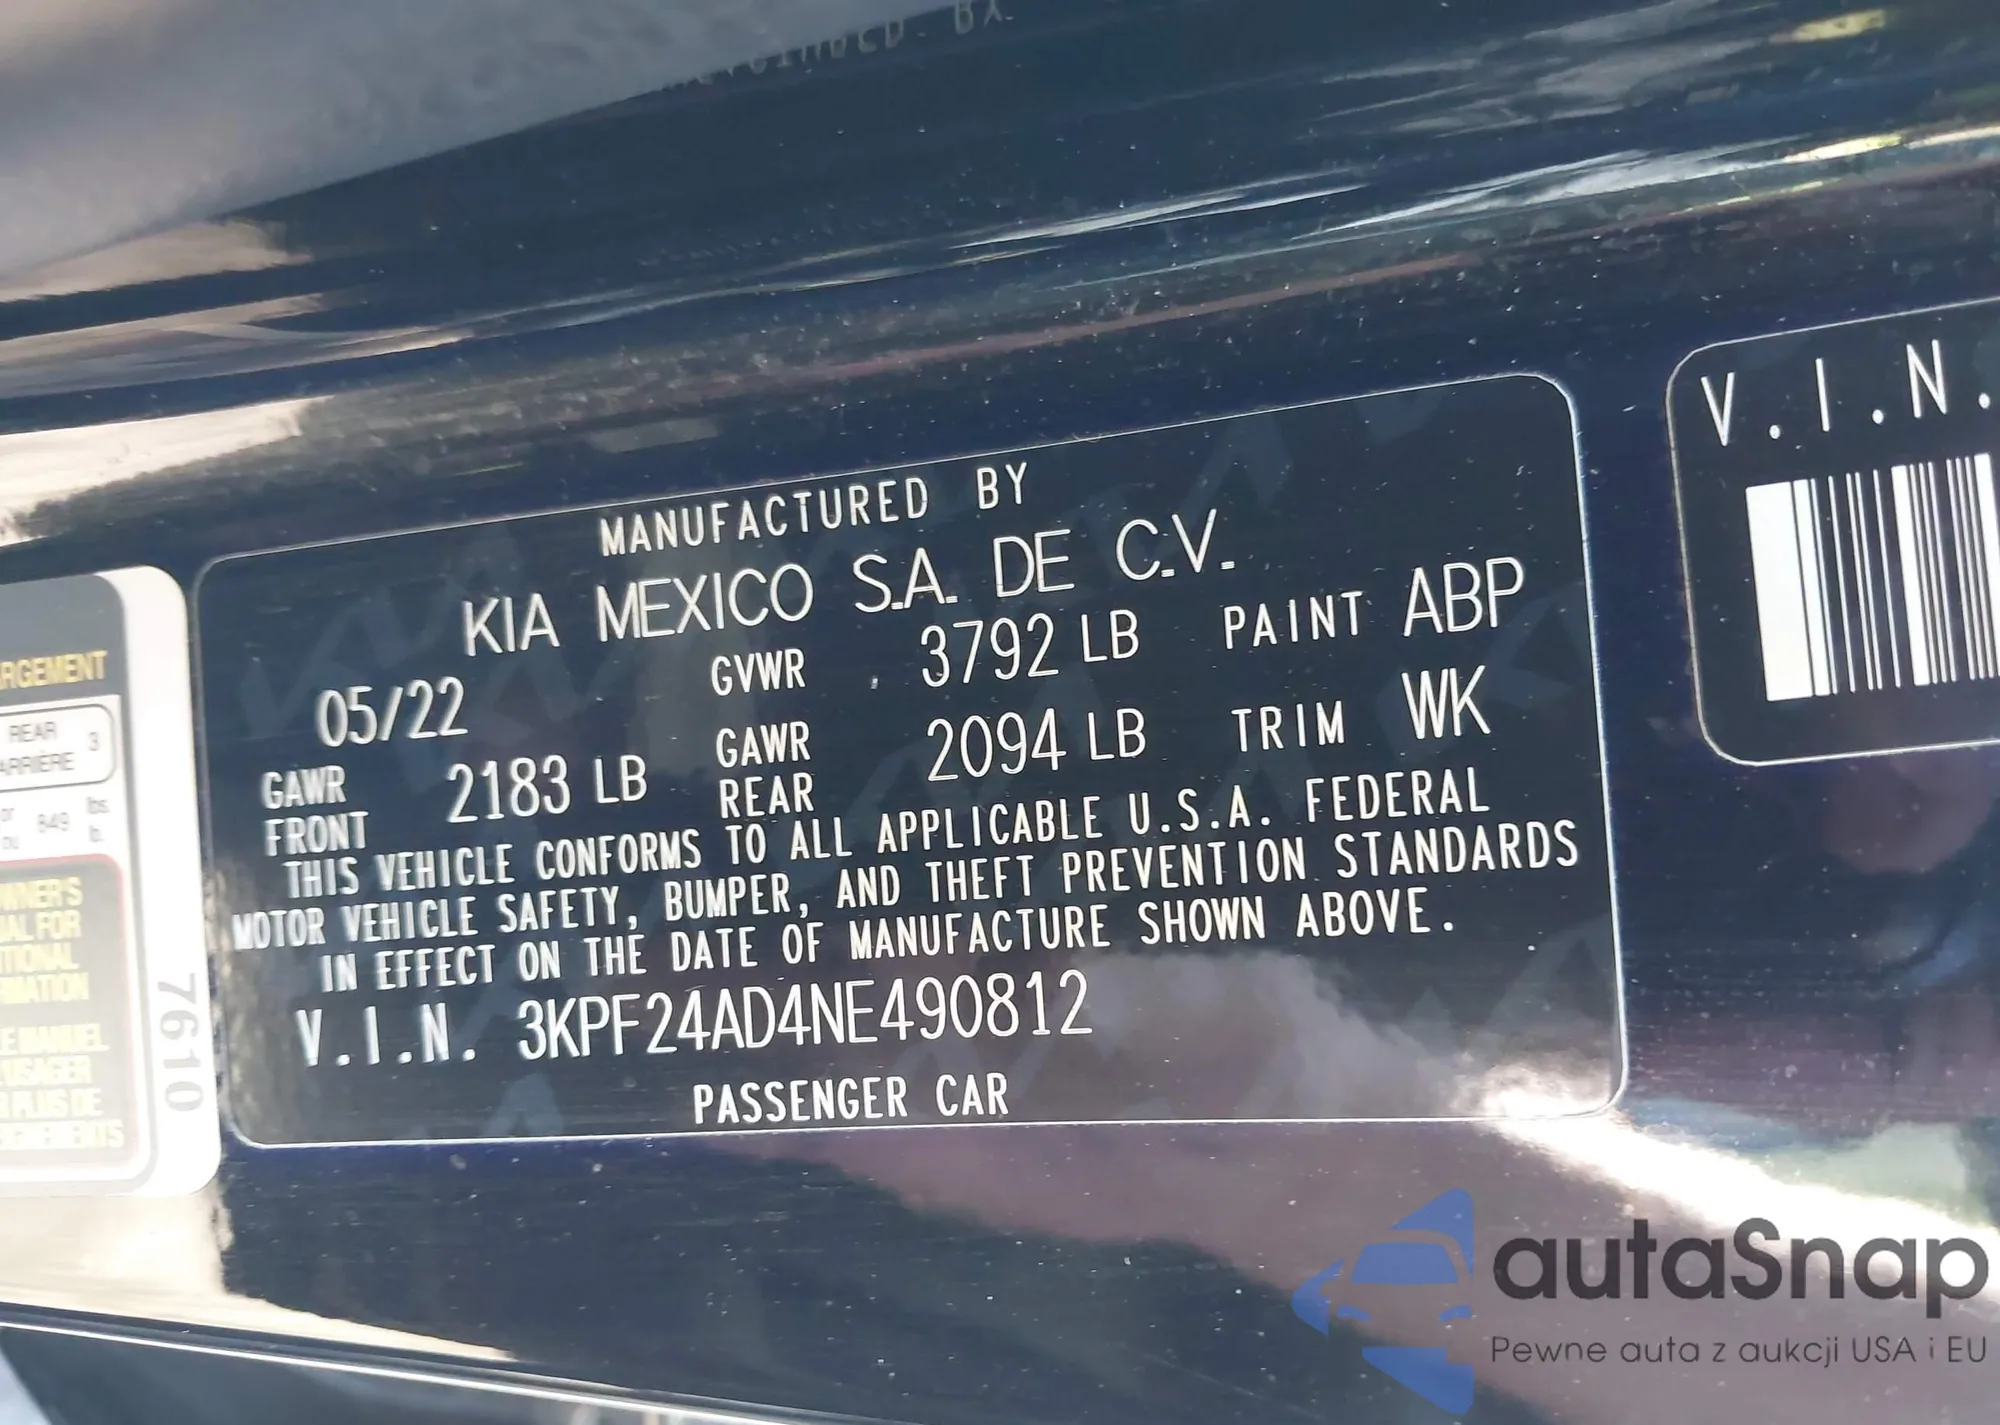 MANUFACTURED BY
KIA MEXICO S.A. DE C.V.
05/22 GVWR 3792 LB PAINT ABP
GAWR FRONT 2183 LB GAWR REAR 2094 LB TRIM WK
THIS VEHICLE CONFORMS TO ALL APPLICABLE U.S.A. FEDERAL
MOTOR VEHICLE SAFETY, BUMPER, AND THEFT PREVENTION STANDARDS
IN EFFECT ON THE DATE OF MANUFACTURE SHOWN ABOVE.
V.I.N. 3KPF24AD4NE490812
PASSENGER CAR
V.I.N.
REAR 3
849 lbs
7610
autaSnap
Pewne auta z aukcji USA i EU